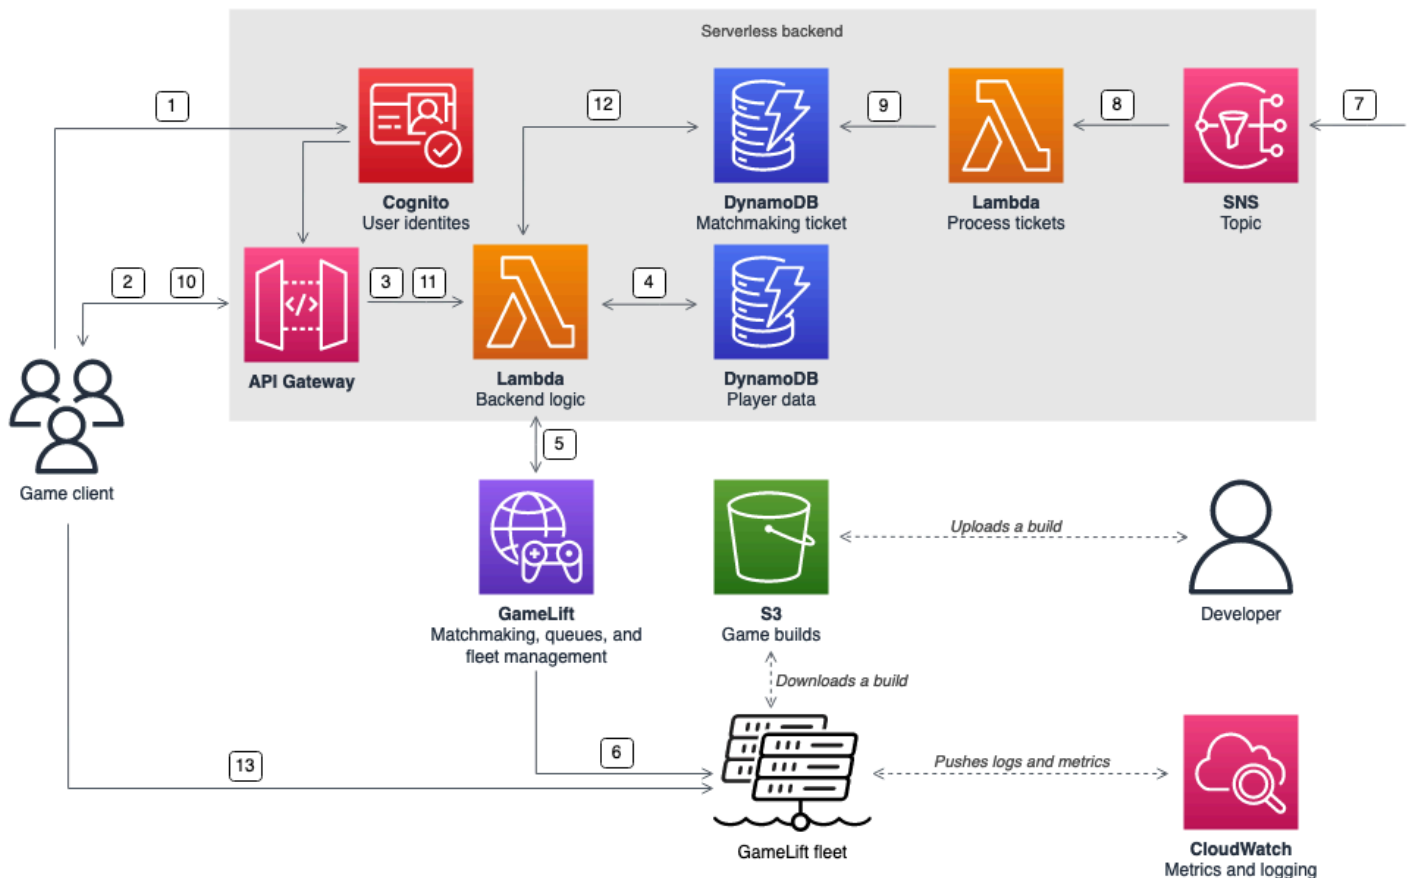 Serverless backend
1
12
9
8
7
Cognito
User identites
DynamoDB
Matchmaking ticket
Lambda
Process tickets
SNS
Topic
2
10
3
11
4
API Gateway
Lambda
Backend logic
DynamoDB
Player data
5
Game client
Uploads a build
GameLift
Matchmaking, queues, and
fleet management
S3
Game builds
Developer
Downloads a build
6
13
Pushes logs and metrics
GameLift fleet
CloudWatch
Metrics and logging